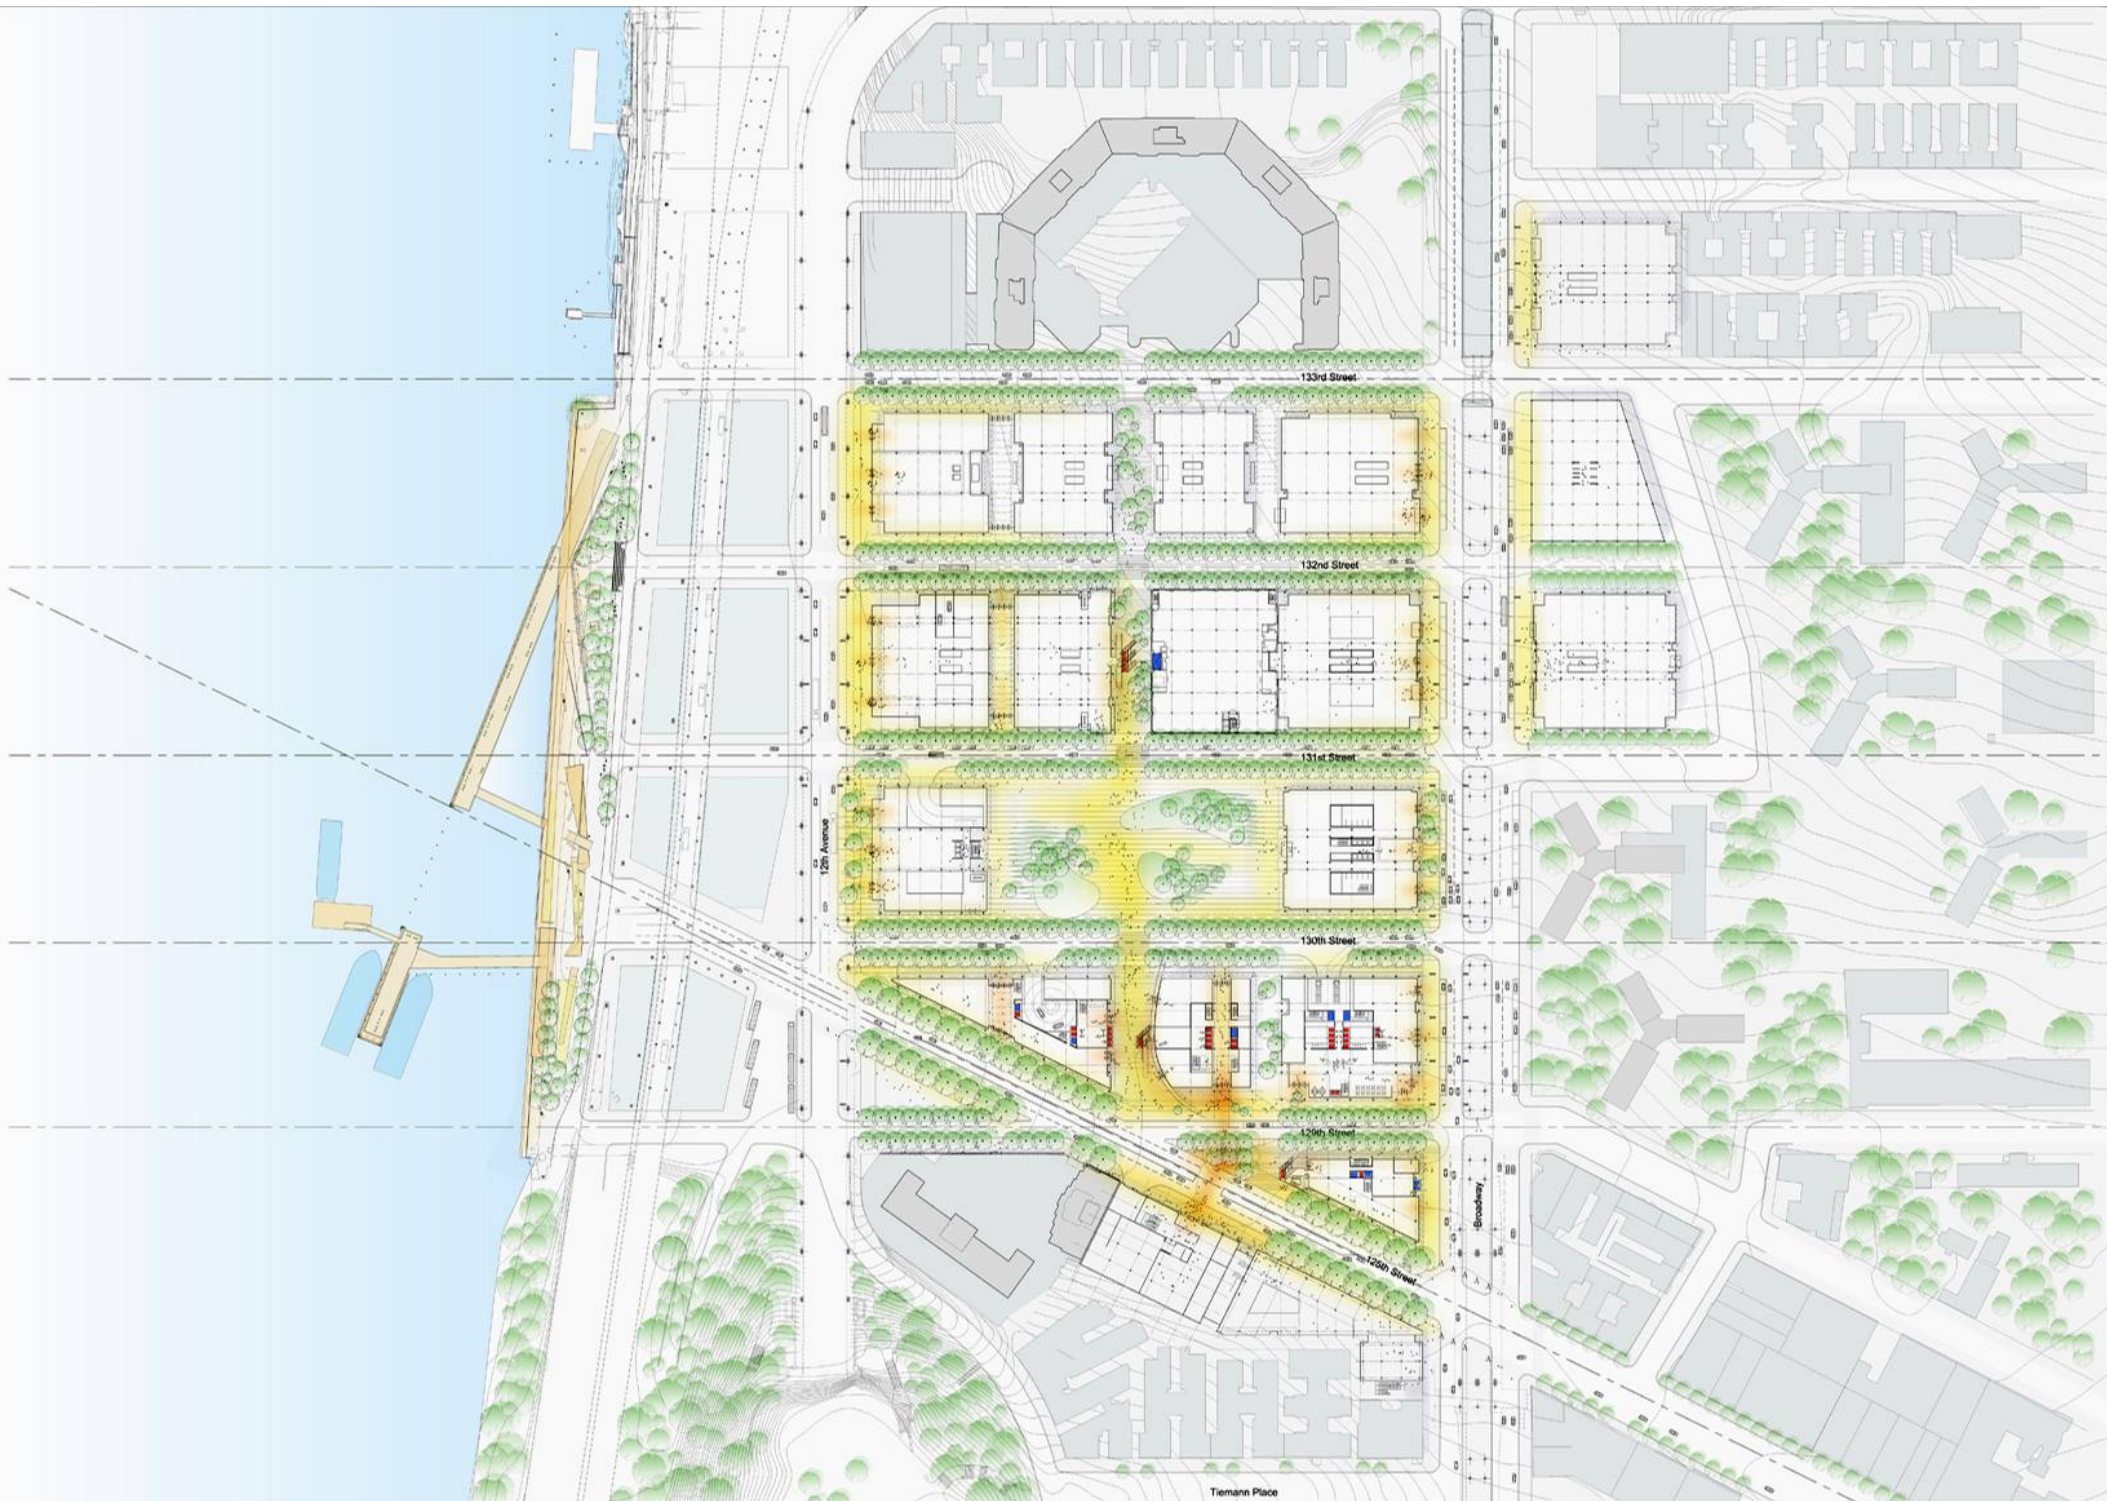 133rd Street
132nd Street
131st Street
12th Avenue
130th Street
129th Street
Broadway
125th Street
Tiemann Place